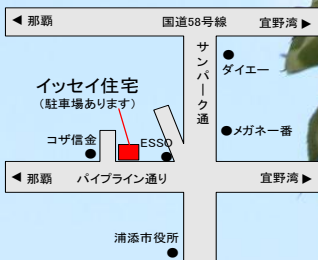 ◀ 那覇 国道58号線 宜野湾 ▶
サンパーク通
ダイエー
イッセイ住宅
（駐車場あります）
メガネ一番
コザ信金
ESSO
◀ 那覇 パイプライン通り 宜野湾 ▶
浦添市役所